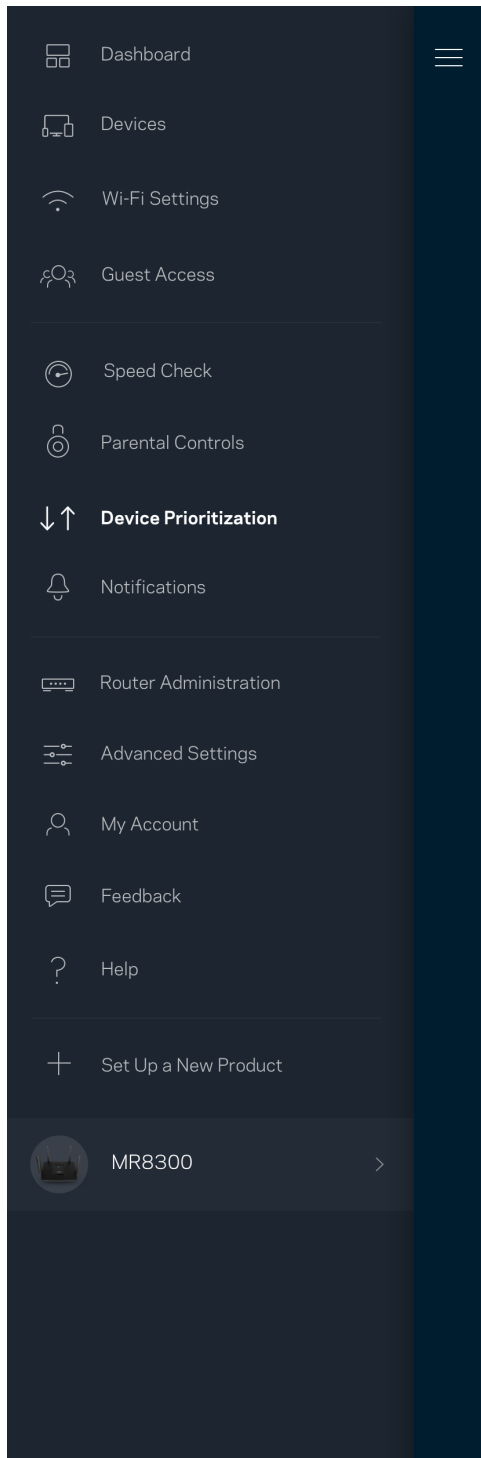 Dashboard
Devices
Wi-Fi Settings
Guest Access
Speed Check
Parental Controls
Device Prioritization
Notifications
Router Administration
Advanced Settings
My Account
Feedback
Help
Set Up a New Product
MR8300